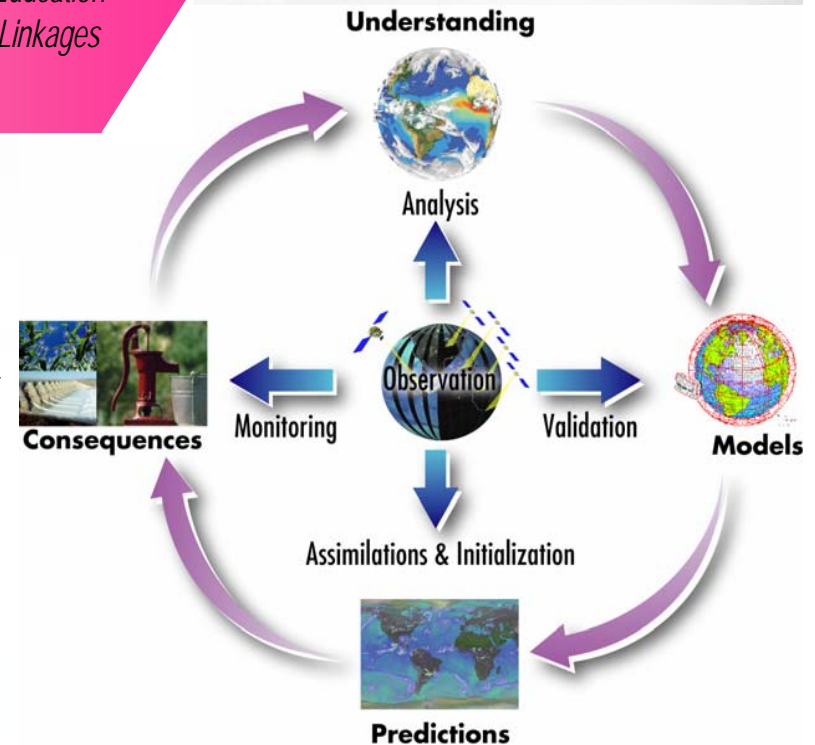 Linkages
Understanding
Analysis
Observation
Monitoring
Validation
Consequences
Models
Assimilations & Initialization
Predictions